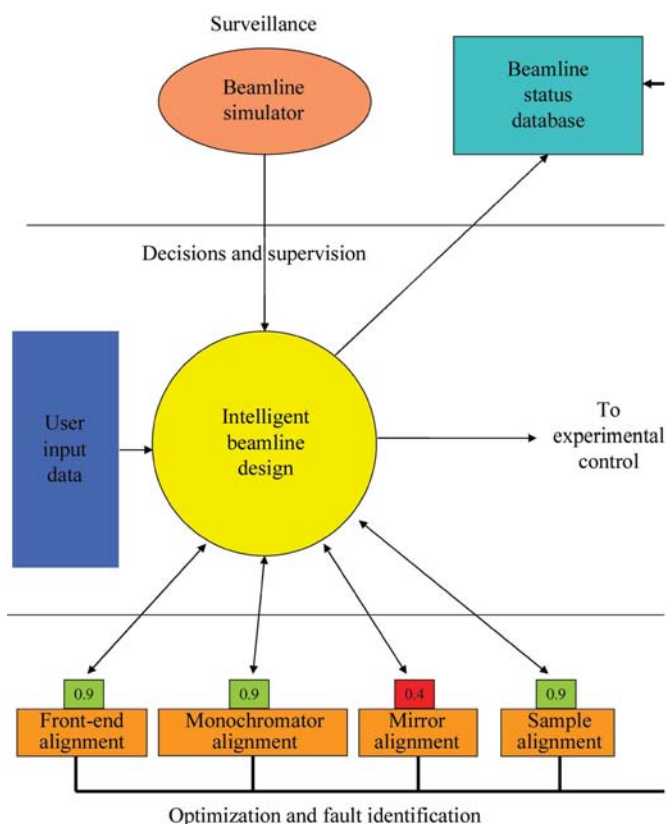 Surveillance
Beamline
simulator
Beamline
status
database
Decisions and supervision
User
input
data
Intelligent
beamline
design
To
experimental
control
0.9
0.9
0.4
0.9
Front-end
alignment
Monochromator
alignment
Mirror
alignment
Sample
alignment
Optimization and fault identification